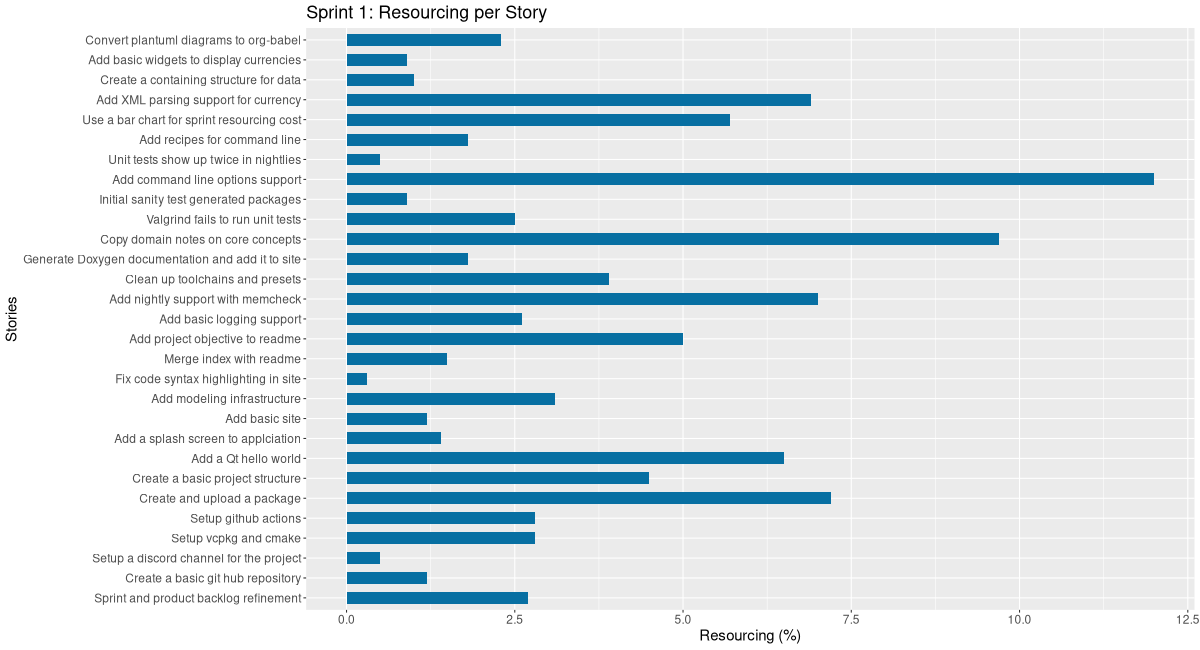 Sprint 1: Resourcing per Story
Convert plantuml diagrams to org-babel
Add basic widgets to display currencies
Create a containing structure for data
Add XML parsing support for currency
Use a bar chart for sprint resourcing cost
Add recipes for command line
Unit tests show up twice in nightlies
Add command line options support
Initial sanity test generated packages
Valgrind fails to run unit tests
Copy domain notes on core concepts
Generate Doxygen documentation and add it to site
Clean up toolchains and presets
Add nightly support with memcheck
Add basic logging support
Add project objective to readme
Merge index with readme
Fix code syntax highlighting in site
Add modeling infrastructure
Add basic site
Add a splash screen to applciation
Add a Qt hello world
Create a basic project structure
Create and upload a package
Setup github actions
Setup vcpkg and cmake
Setup a discord channel for the project
Create a basic git hub repository
Sprint and product backlog refinement
Stories
0.0 2.5 5.0 7.5 10.0 12.5
Resourcing (%)